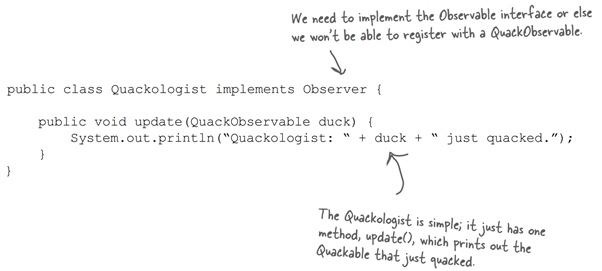 We need to implement the Observable interface or else
we won't be able to register with a QuackObservable.
public class Quackologist implements Observer {
public void update(QuackObservable duck) {
System.out.println(“Quackologist: “ + duck + “ just quacked.”);
}
}
The Quackologist is simple; it just has one
method, update(), which prints out the
Quackable that just quacked.